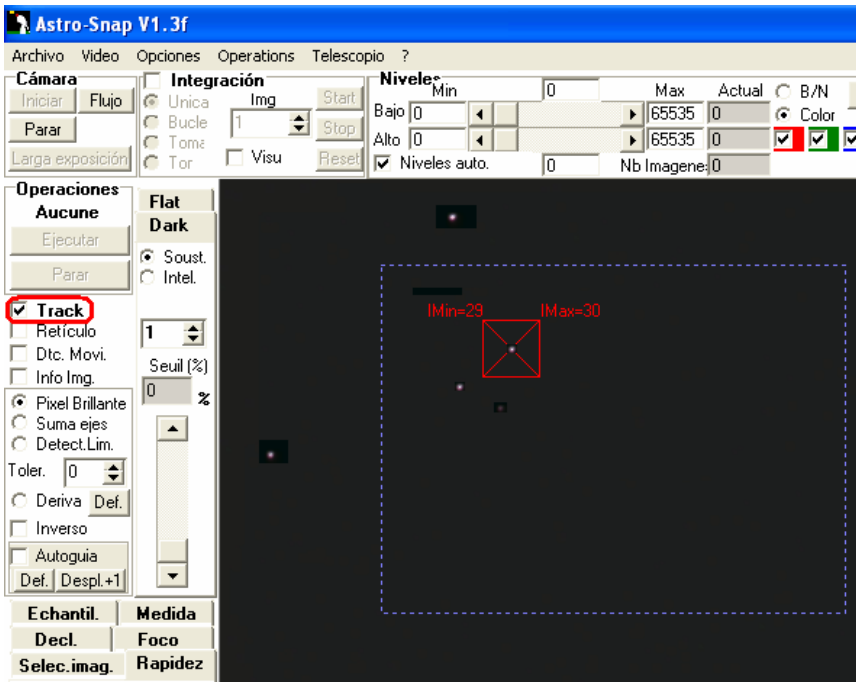 Astro-Snap V1.3f
Archivo Video Opciones Operations Telescopio ?
Cámara
Iniciar Flujo
Parar
Larga exposición
Integración
Unica
Bucle
Toma
Tor
Img
1
Visu
Start
Stop
Reset
Niveles
Min 0 Max Actual B/N
Bajo 0 65535 0 Color
Alto 0 65535 0
Niveles auto. 0 Nb Imagenes 0
Operaciones
Aucune
Ejecutar
Parar
Track
Retículo
Dtc. Movi.
Info Img.
Pixel Brillante
Suma ejes
Detect.Lim.
Toler. 0
Deriva Def.
Inverso
Autoguia
Def. Despl.+1
Flat
Dark
Soust.
Intel.
1
Seuil (%)
0 %
IMin=29 IMax=30
Echantil. Medida
Decl. Foco
Selec.imag. Rapidez